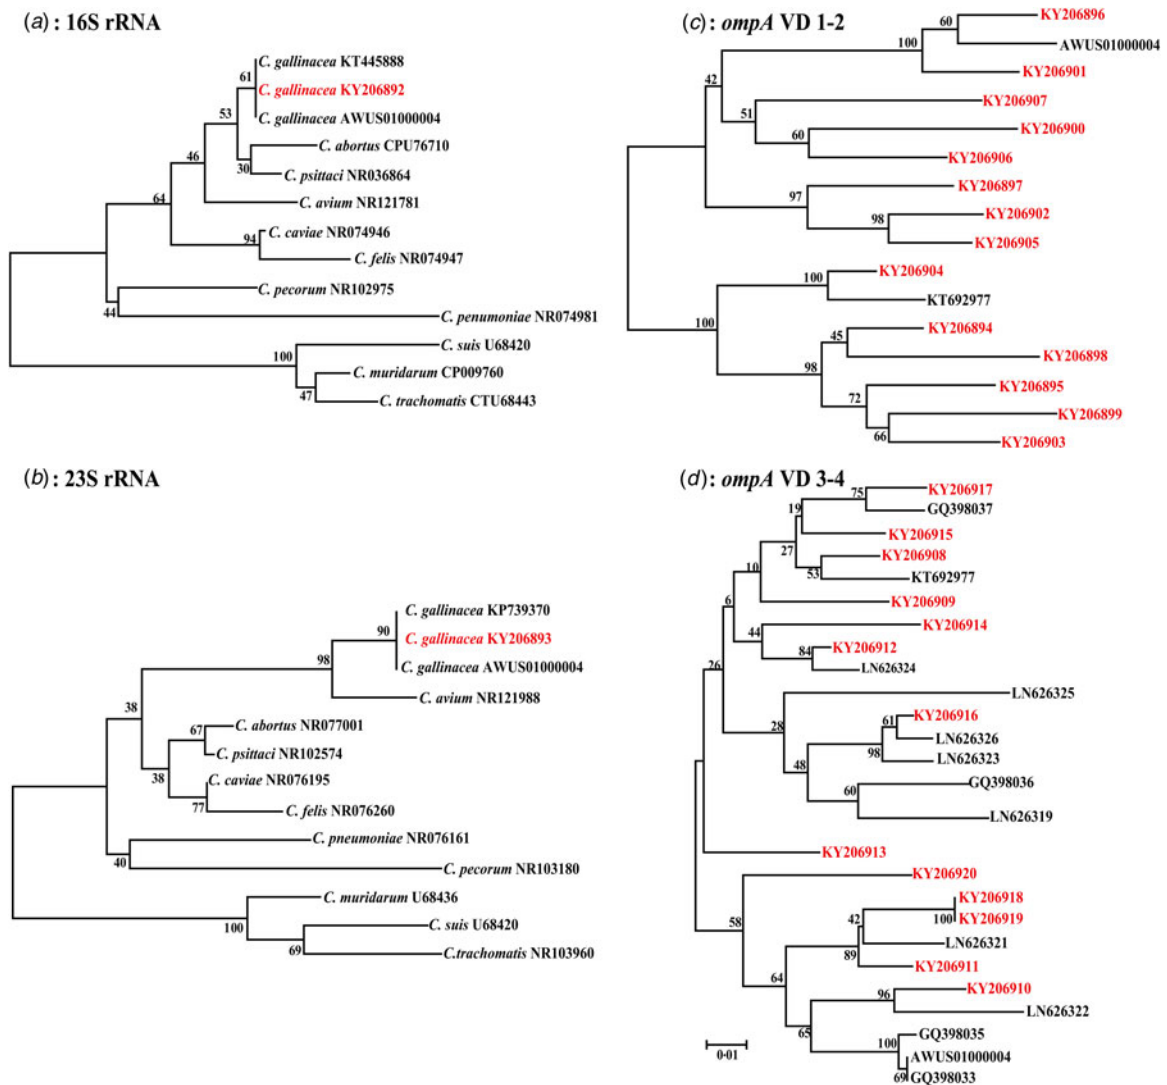 (a): 16S rRNA
C. gallinacea KT445888
61
C. gallinacea KY206892
53
C. gallinacea AWUS01000004
C. abortus CPU76710
46
30
C. psittaci NR036864
64
C. avium NR121781
C. caviae NR074946
94
C. felis NR074947
C. pecorum NR102975
44
C. penumoniae NR074981
C. suis U68420
100
C. muridarum CP009760
47
C. trachomatis CTU68443
(b): 23S rRNA
C. gallinacea KP739370
90
C. gallinacea KY206893
98
C. gallinacea AWUS01000004
C. avium NR121988
38
C. abortus NR077001
67
C. psittaci NR102574
38
C. caviae NR076195
77
C. felis NR076260
C. pneumoniae NR076161
40
C. pecorum NR103180
C. muridarum U68436
100
C. suis U68420
69
C.trachomatis NR103960
(c): ompA VD 1-2
KY206896
60
AWUS01000004
100
KY206901
42
KY206907
51
KY206900
60
KY206906
KY206897
97
KY206902
98
KY206905
KY206904
100
KT692977
100
KY206894
45
KY206898
98
KY206895
72
KY206899
66
KY206903
(d): ompA VD 3-4
KY206917
75
GQ398037
19
KY206915
27
KY206908
53
KT692977
10
KY206909
6
KY206914
44
KY206912
84
LN626324
26
LN626325
28
KY206916
61
LN626326
98
LN626323
48
GQ398036
60
LN626319
KY206913
KY206920
58
KY206918
100
KY206919
42
LN626321
89
KY206911
64
KY206910
96
LN626322
65
GQ398035
100
AWUS01000004
69
GQ398033
0·01